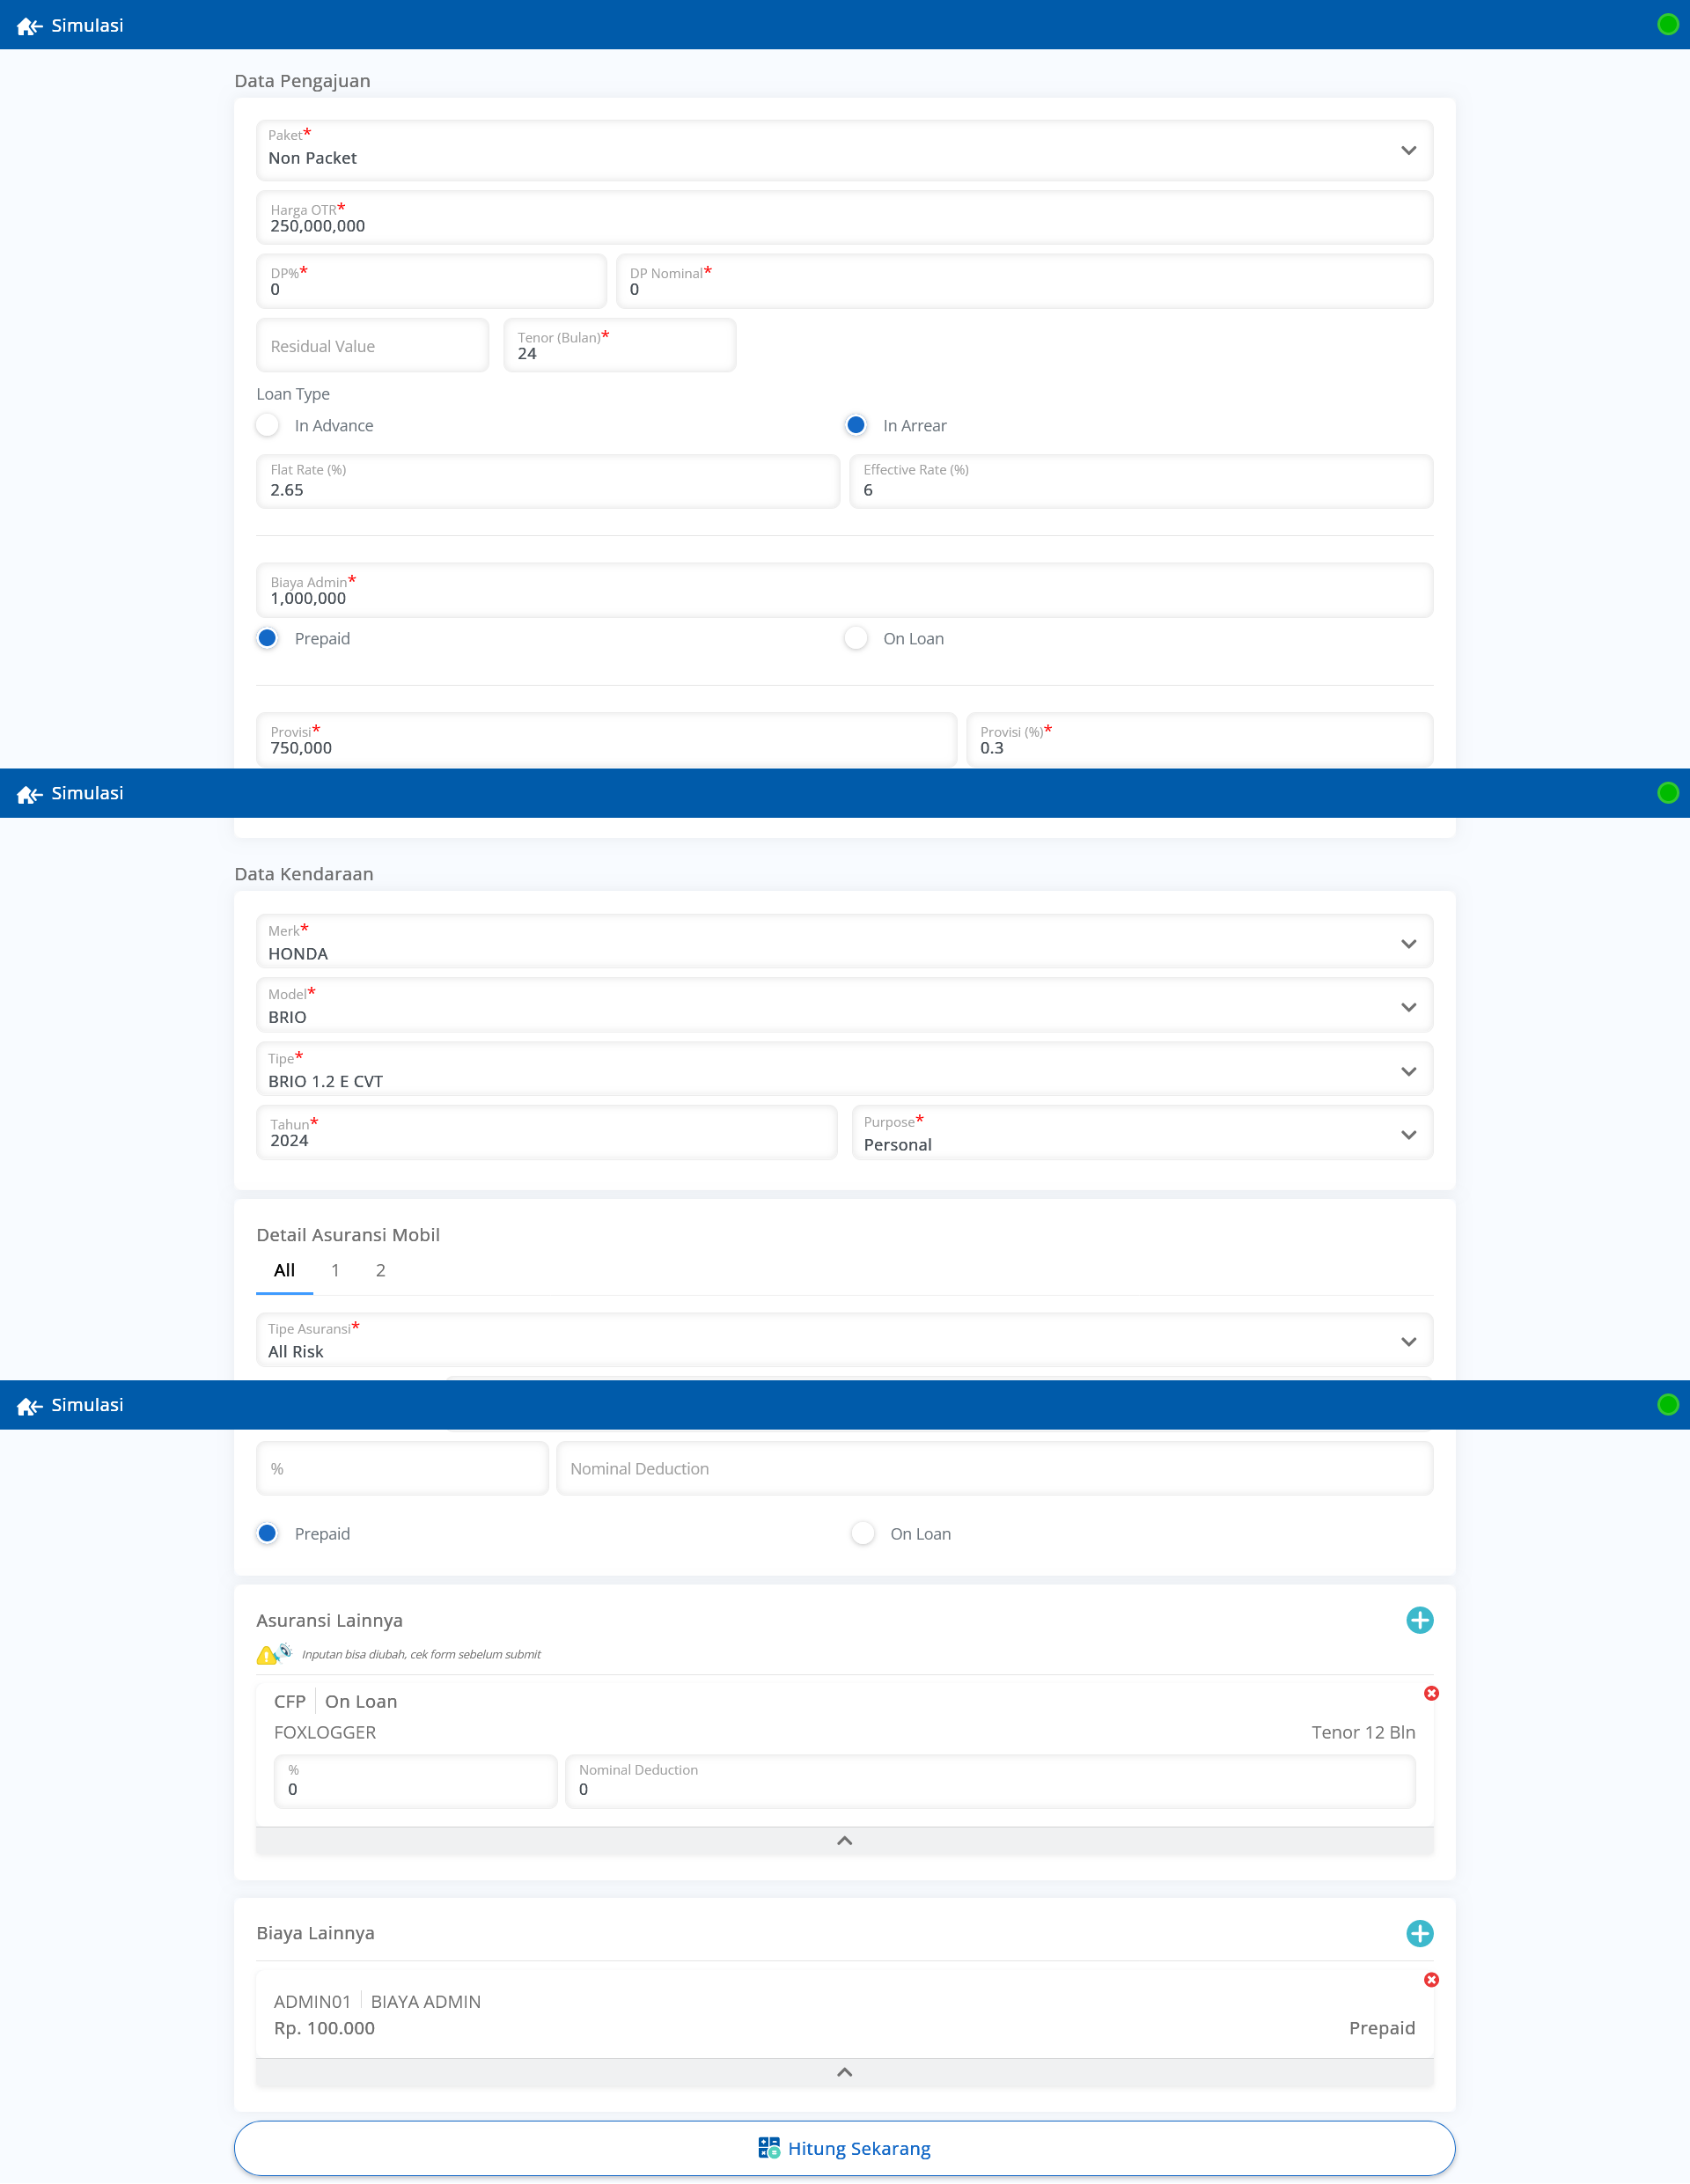 Simulasi
Data Pengajuan
Paket*
Non Packet
Harga OTR*
250,000,000
DP%* DP Nominal*
0 0
Residual Value Tenor (Bulan)*
24
Loan Type
In Advance In Arrear
Flat Rate (%) Effective Rate (%)
2.65 6
Biaya Admin*
1,000,000
Prepaid On Loan
Provisi* Provisi (%)*
750,000 0.3
Simulasi
Data Kendaraan
Merk*
HONDA
Model*
BRIO
Tipe*
BRIO 1.2 E CVT
Tahun* Purpose*
2024 Personal
Detail Asuransi Mobil
All 1 2
Tipe Asuransi*
All Risk
Simulasi
% Nominal Deduction
Prepaid On Loan
Asuransi Lainnya
Inputan bisa diubah, cek form sebelum submit
CFP On Loan
FOXLOGGER Tenor 12 Bln
% Nominal Deduction
0 0
Biaya Lainnya
ADMIN01 BIAYA ADMIN
Rp. 100.000 Prepaid
Hitung Sekarang